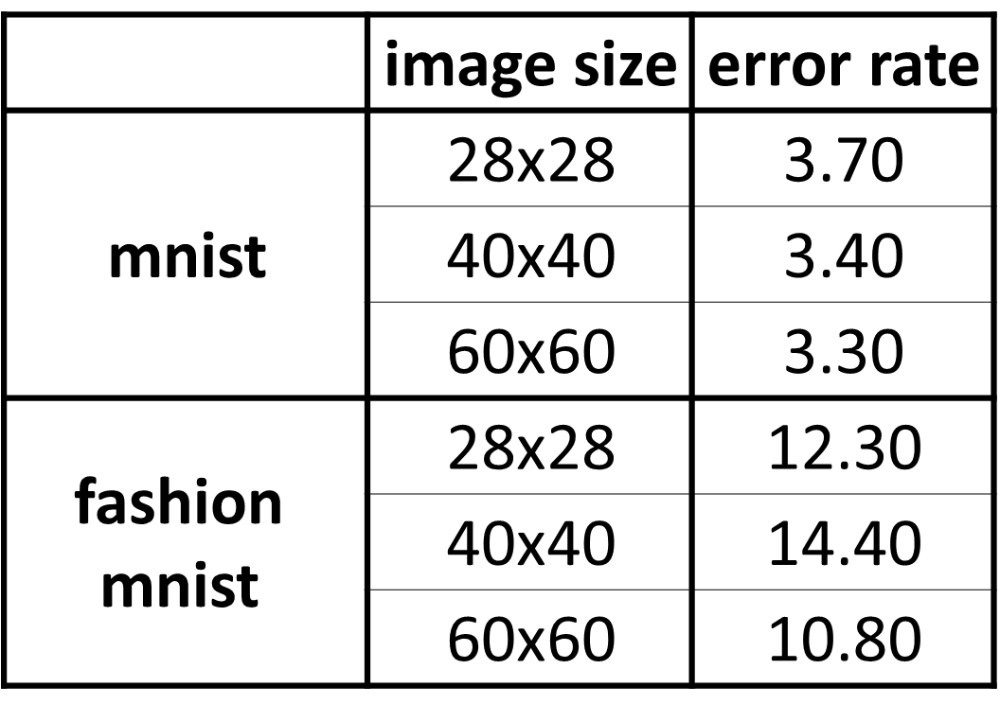 image size error rate
mnist
28x28 3.70
40x40 3.40
60x60 3.30
fashion
mnist
28x28 12.30
40x40 14.40
60x60 10.80